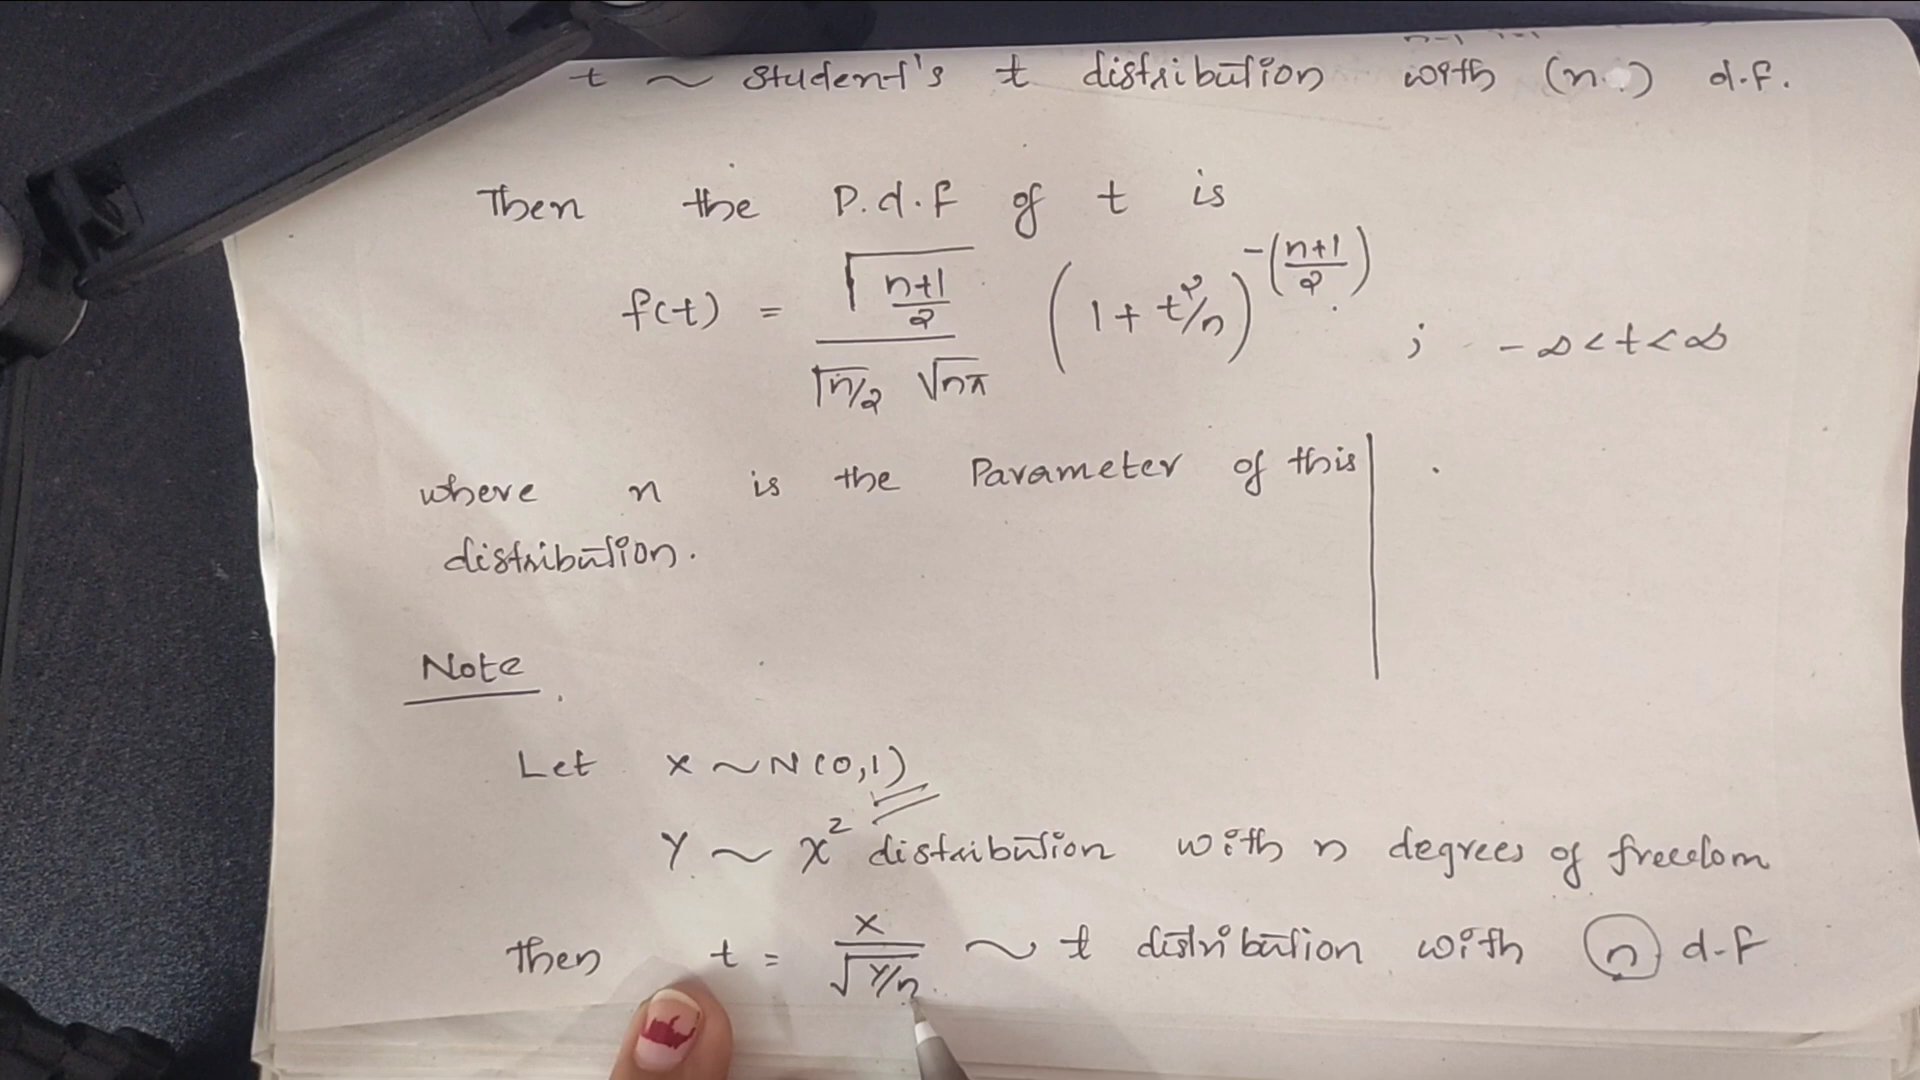 t ~ Student's t distribution with (n ) d.f.
Then the P.d.f of t is
f(t) = Γ(n+1)/2 / Γn/2 √nπ (1 + t²/n)^-(n+1/2) ; -∞<t<∞
where n is the Parameter of this
distribution.
Note
Let x ~ N(0,1)
Y ~ χ² distribution with n degrees of freedom
Then t = x / √Y/n ~ t distribution with n d.f